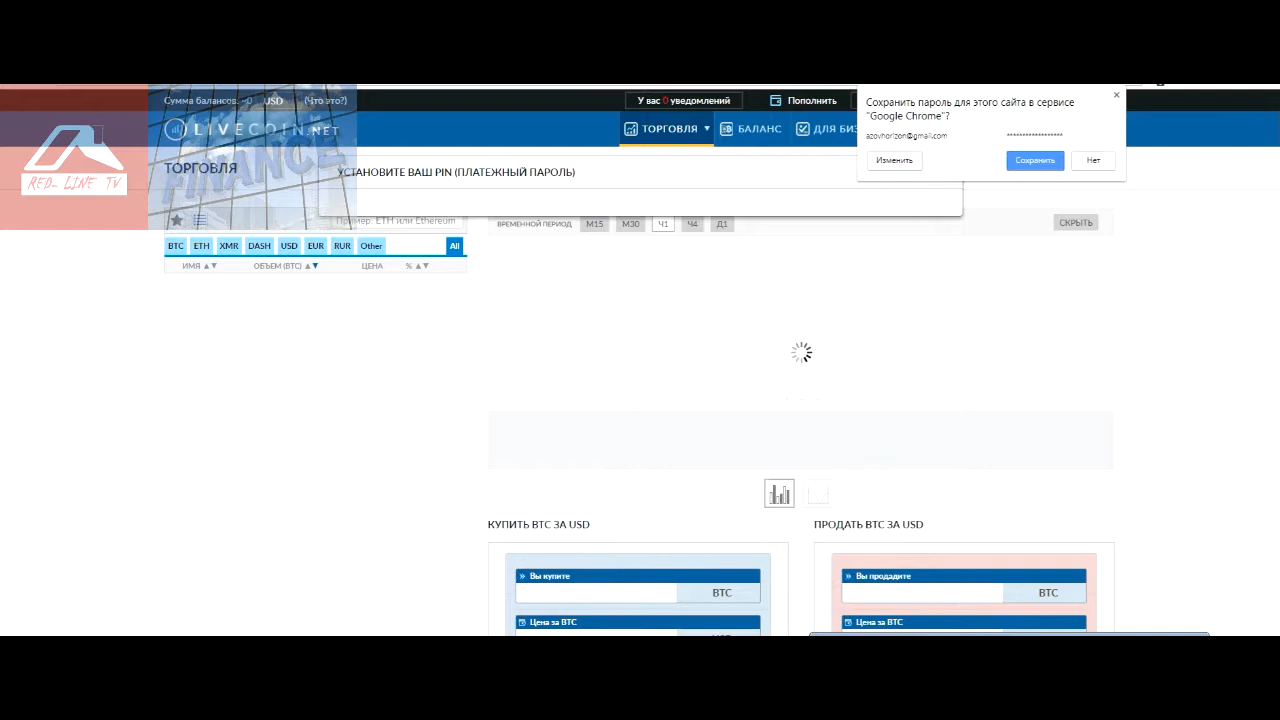 Сумма балансов: ~0 USD (Что это?)
У вас 0 уведомлений
Пополнить
LIVECOIN.NET
ТОРГОВЛЯ
БАЛАНС
ДЛЯ БИЗ
Сохранить пароль для этого сайта в сервисе
"Google Chrome"?
azovhorizon@gmail.com
******************
Изменить
Сохранить
Нет
RED-LINE TV
FINANCE
ТОРГОВЛЯ
УСТАНОВИТЕ ВАШ PIN (ПЛАТЕЖНЫЙ ПАРОЛЬ)
Пример: ETH или Ethereum
ВРЕМЕННОЙ ПЕРИОД М15 М30 Ч1 Ч4 Д1
СКРЫТЬ
BTC ETH XMR DASH USD EUR RUR Other All
ИМЯ ▲▼ ОБЪЕМ (BTC) ▲▼ ЦЕНА % ▲▼
КУПИТЬ BTC ЗА USD
ПРОДАТЬ BTC ЗА USD
Вы купите
BTC
Цена за BTC
Вы продадите
BTC
Цена за BTC